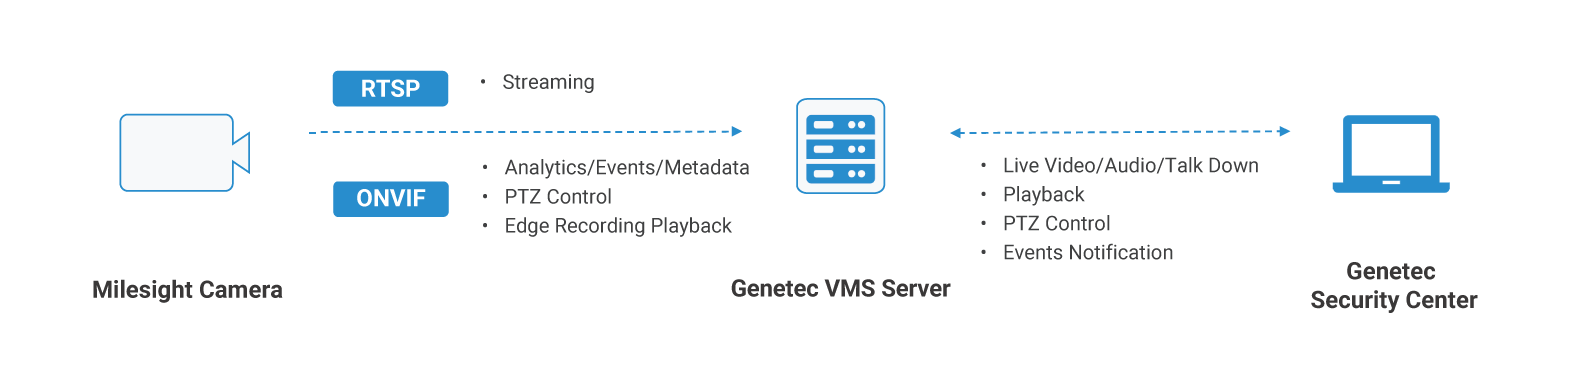 RTSP
• Streaming
ONVIF
• Analytics/Events/Metadata
• PTZ Control
• Edge Recording Playback
• Live Video/Audio/Talk Down
• Playback
• PTZ Control
• Events Notification
Milesight Camera
Genetec VMS Server
Genetec
Security Center